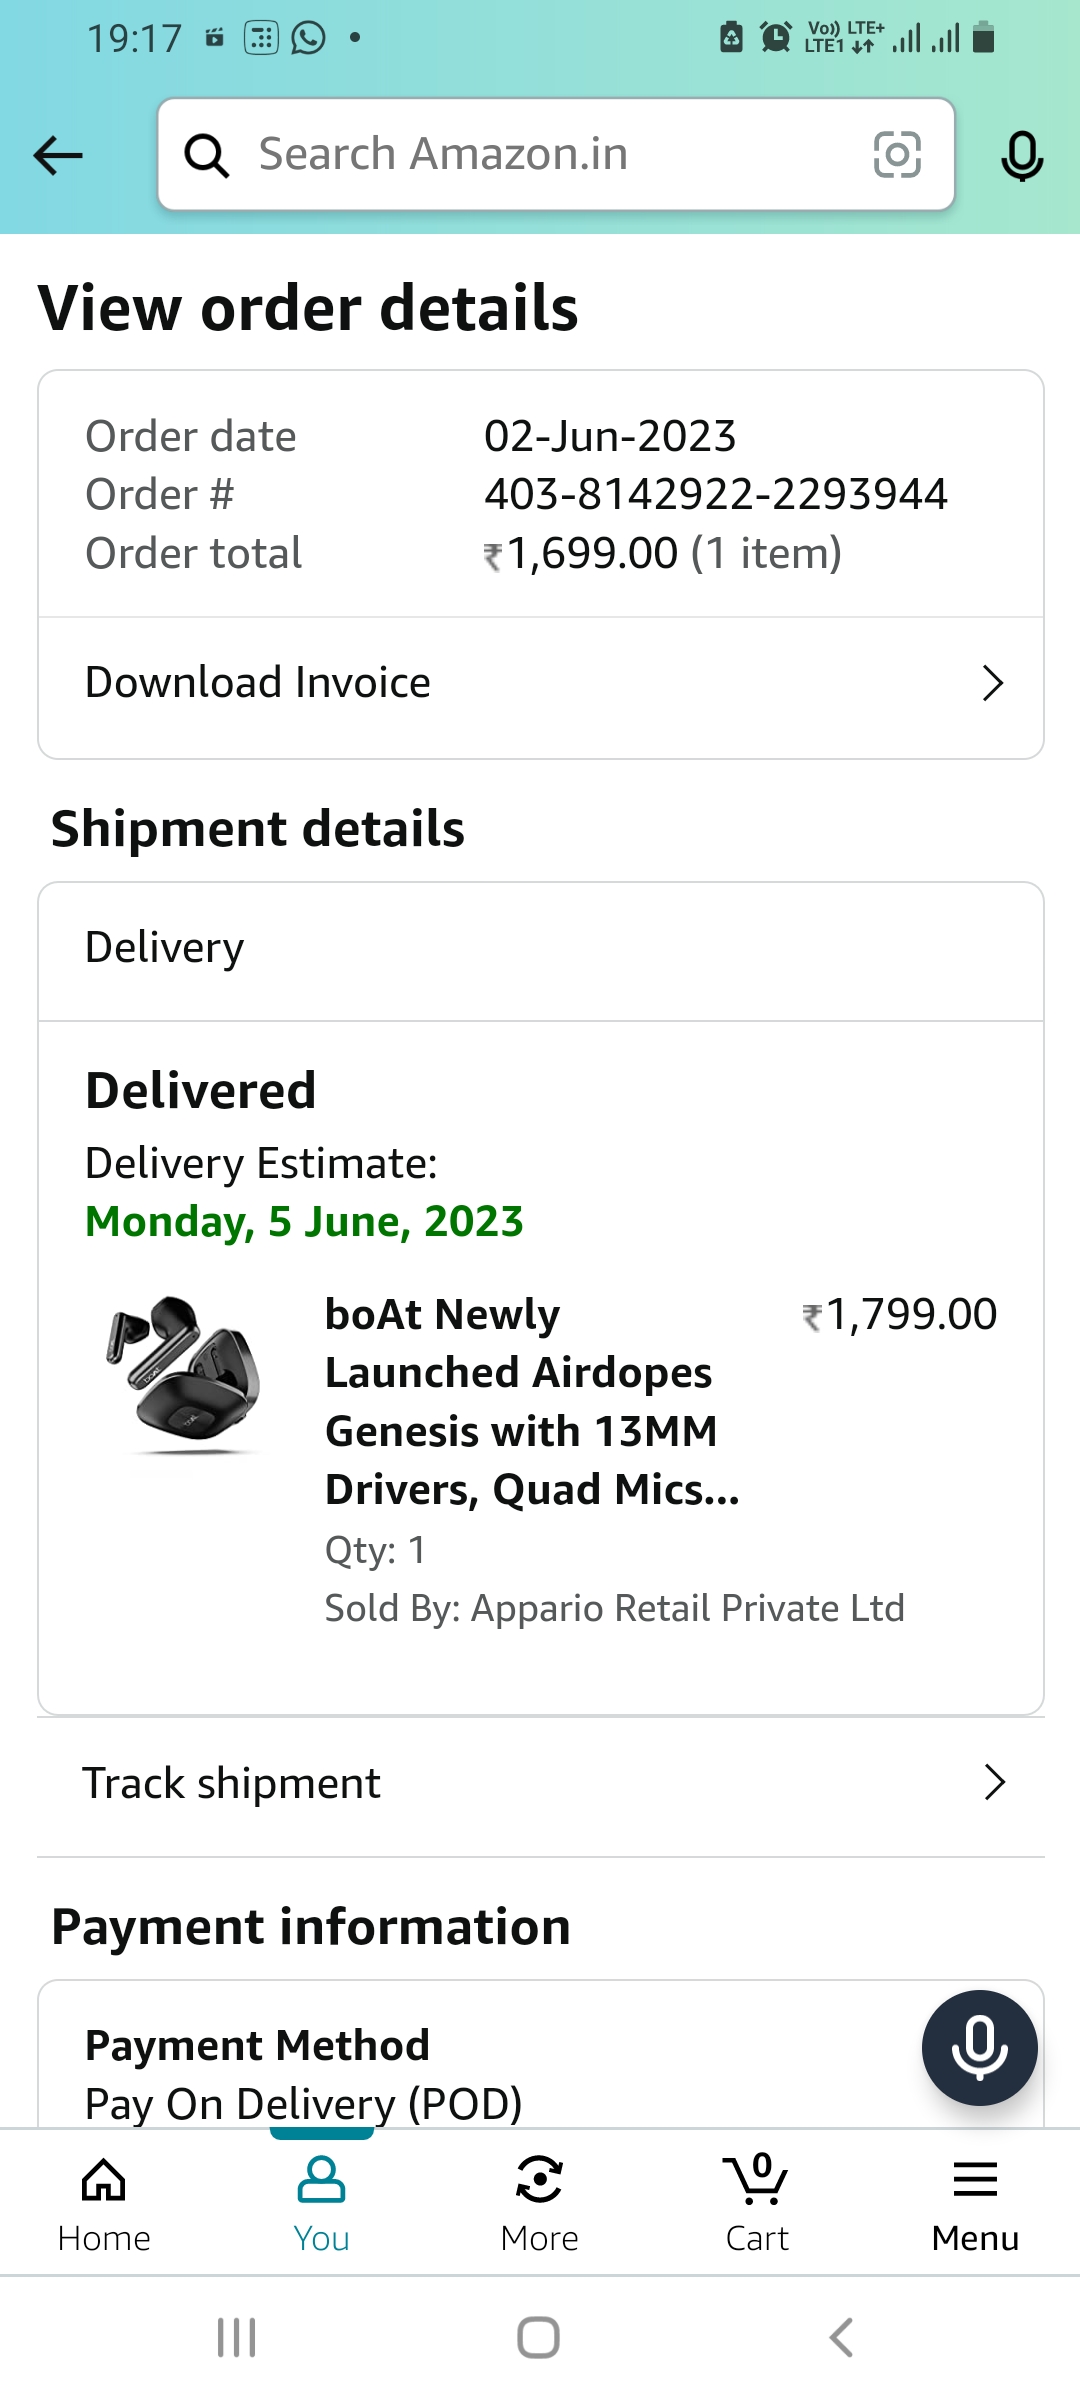 19:17
Vo)) LTE+
LTE1
Search Amazon.in
View order details
Order date 02-Jun-2023
Order # 403-8142922-2293944
Order total ₹1,699.00 (1 item)
Download Invoice
Shipment details
Delivery
Delivered
Delivery Estimate:
Monday, 5 June, 2023
boAt Newly ₹1,799.00
Launched Airdopes
Genesis with 13MM
Drivers, Quad Mics...
Qty: 1
Sold By: Appario Retail Private Ltd
Track shipment
Payment information
Payment Method
Pay On Delivery (POD)
0
Home You More Cart Menu